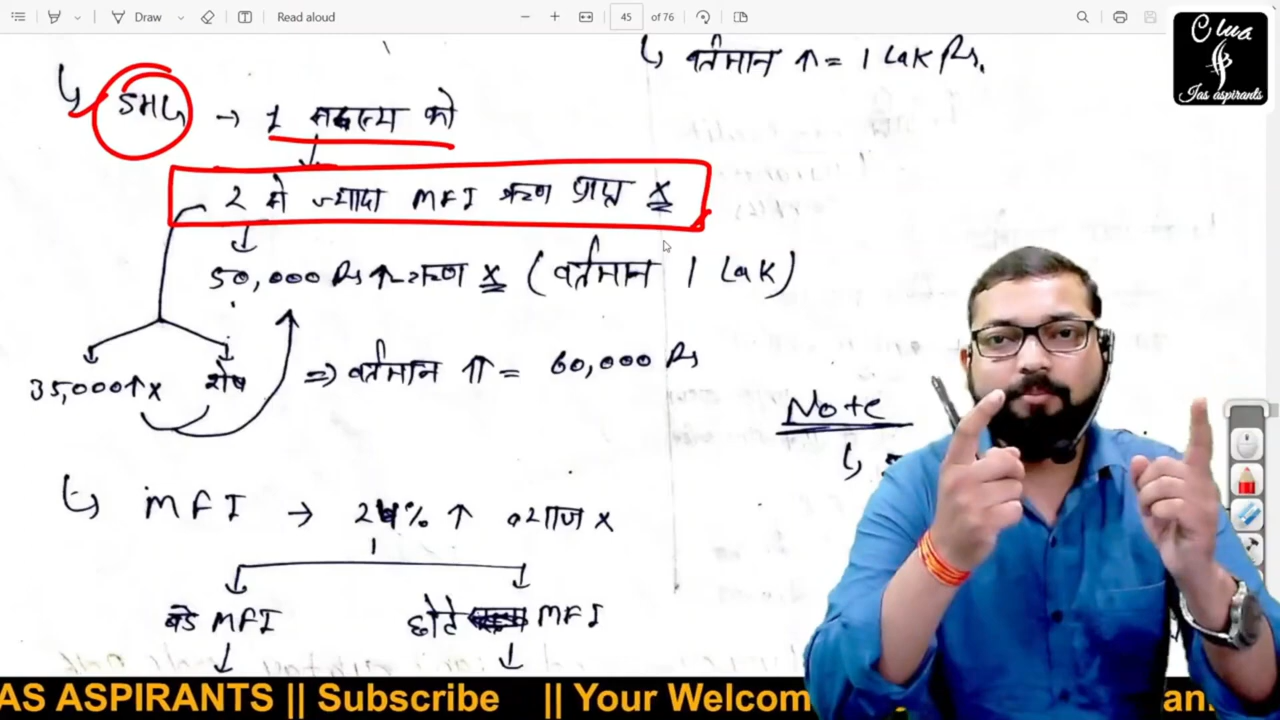 Draw
Read aloud
45 of 76
Clua
Ias aspirants
↳ वर्तमान ↑ = 1 Lak Rs.
↳ SHG → 1 सदस्य को
2 से ज्यादा MFI ऋण प्राप्त X
50,000 Rs ↑ ऋण X (वर्तमान 1 Lak)
35,000↑X शेष
⇒ वर्तमान ⇈ = 60,000 Rs
Note
↳ MFI → 24% ↑ ब्याज X
बडे MFI छोटे MFI
IAS ASPIRANTS || Subscribe || Your Welcom